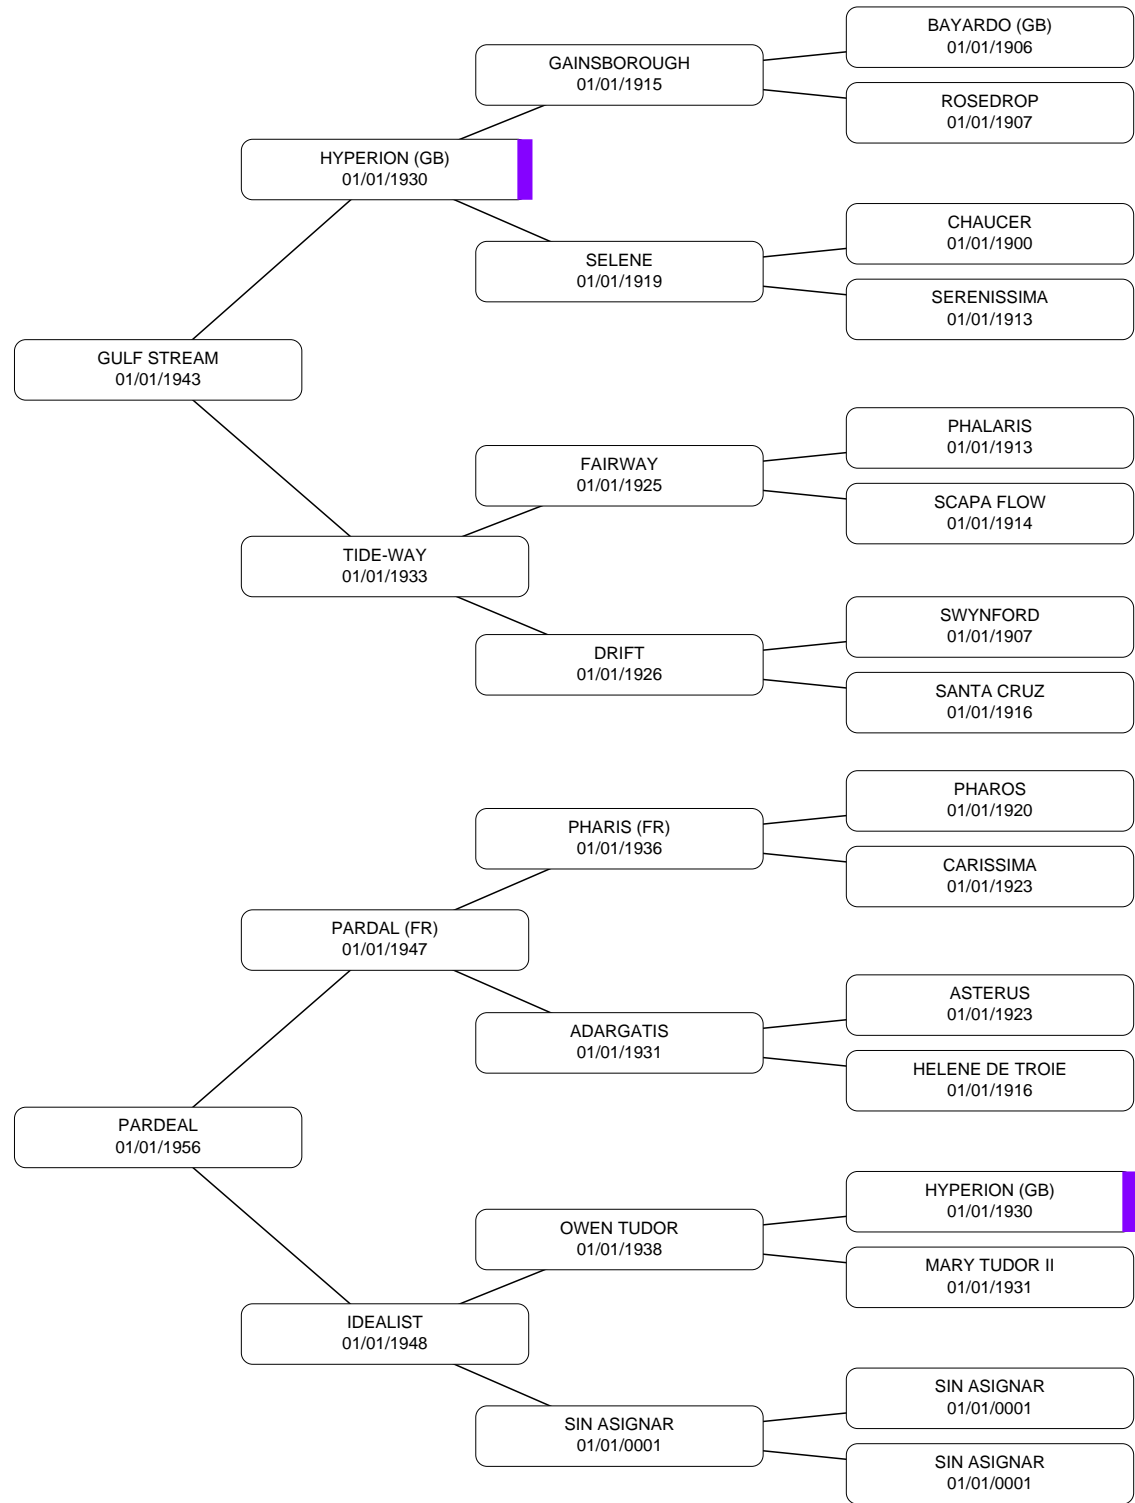 BAYARDO (GB)
01/01/1906
GAINSBOROUGH
01/01/1915
ROSEDROP
01/01/1907
HYPERION (GB)
01/01/1930
CHAUCER
01/01/1900
SELENE
01/01/1919
SERENISSIMA
01/01/1913
GULF STREAM
01/01/1943
PHALARIS
01/01/1913
FAIRWAY
01/01/1925
SCAPA FLOW
01/01/1914
TIDE-WAY
01/01/1933
SWYNFORD
01/01/1907
DRIFT
01/01/1926
SANTA CRUZ
01/01/1916
PHAROS
01/01/1920
PHARIS (FR)
01/01/1936
CARISSIMA
01/01/1923
PARDAL (FR)
01/01/1947
ASTERUS
01/01/1923
ADARGATIS
01/01/1931
HELENE DE TROIE
01/01/1916
PARDEAL
01/01/1956
HYPERION (GB)
01/01/1930
OWEN TUDOR
01/01/1938
MARY TUDOR II
01/01/1931
IDEALIST
01/01/1948
SIN ASIGNAR
01/01/0001
SIN ASIGNAR
01/01/0001
SIN ASIGNAR
01/01/0001